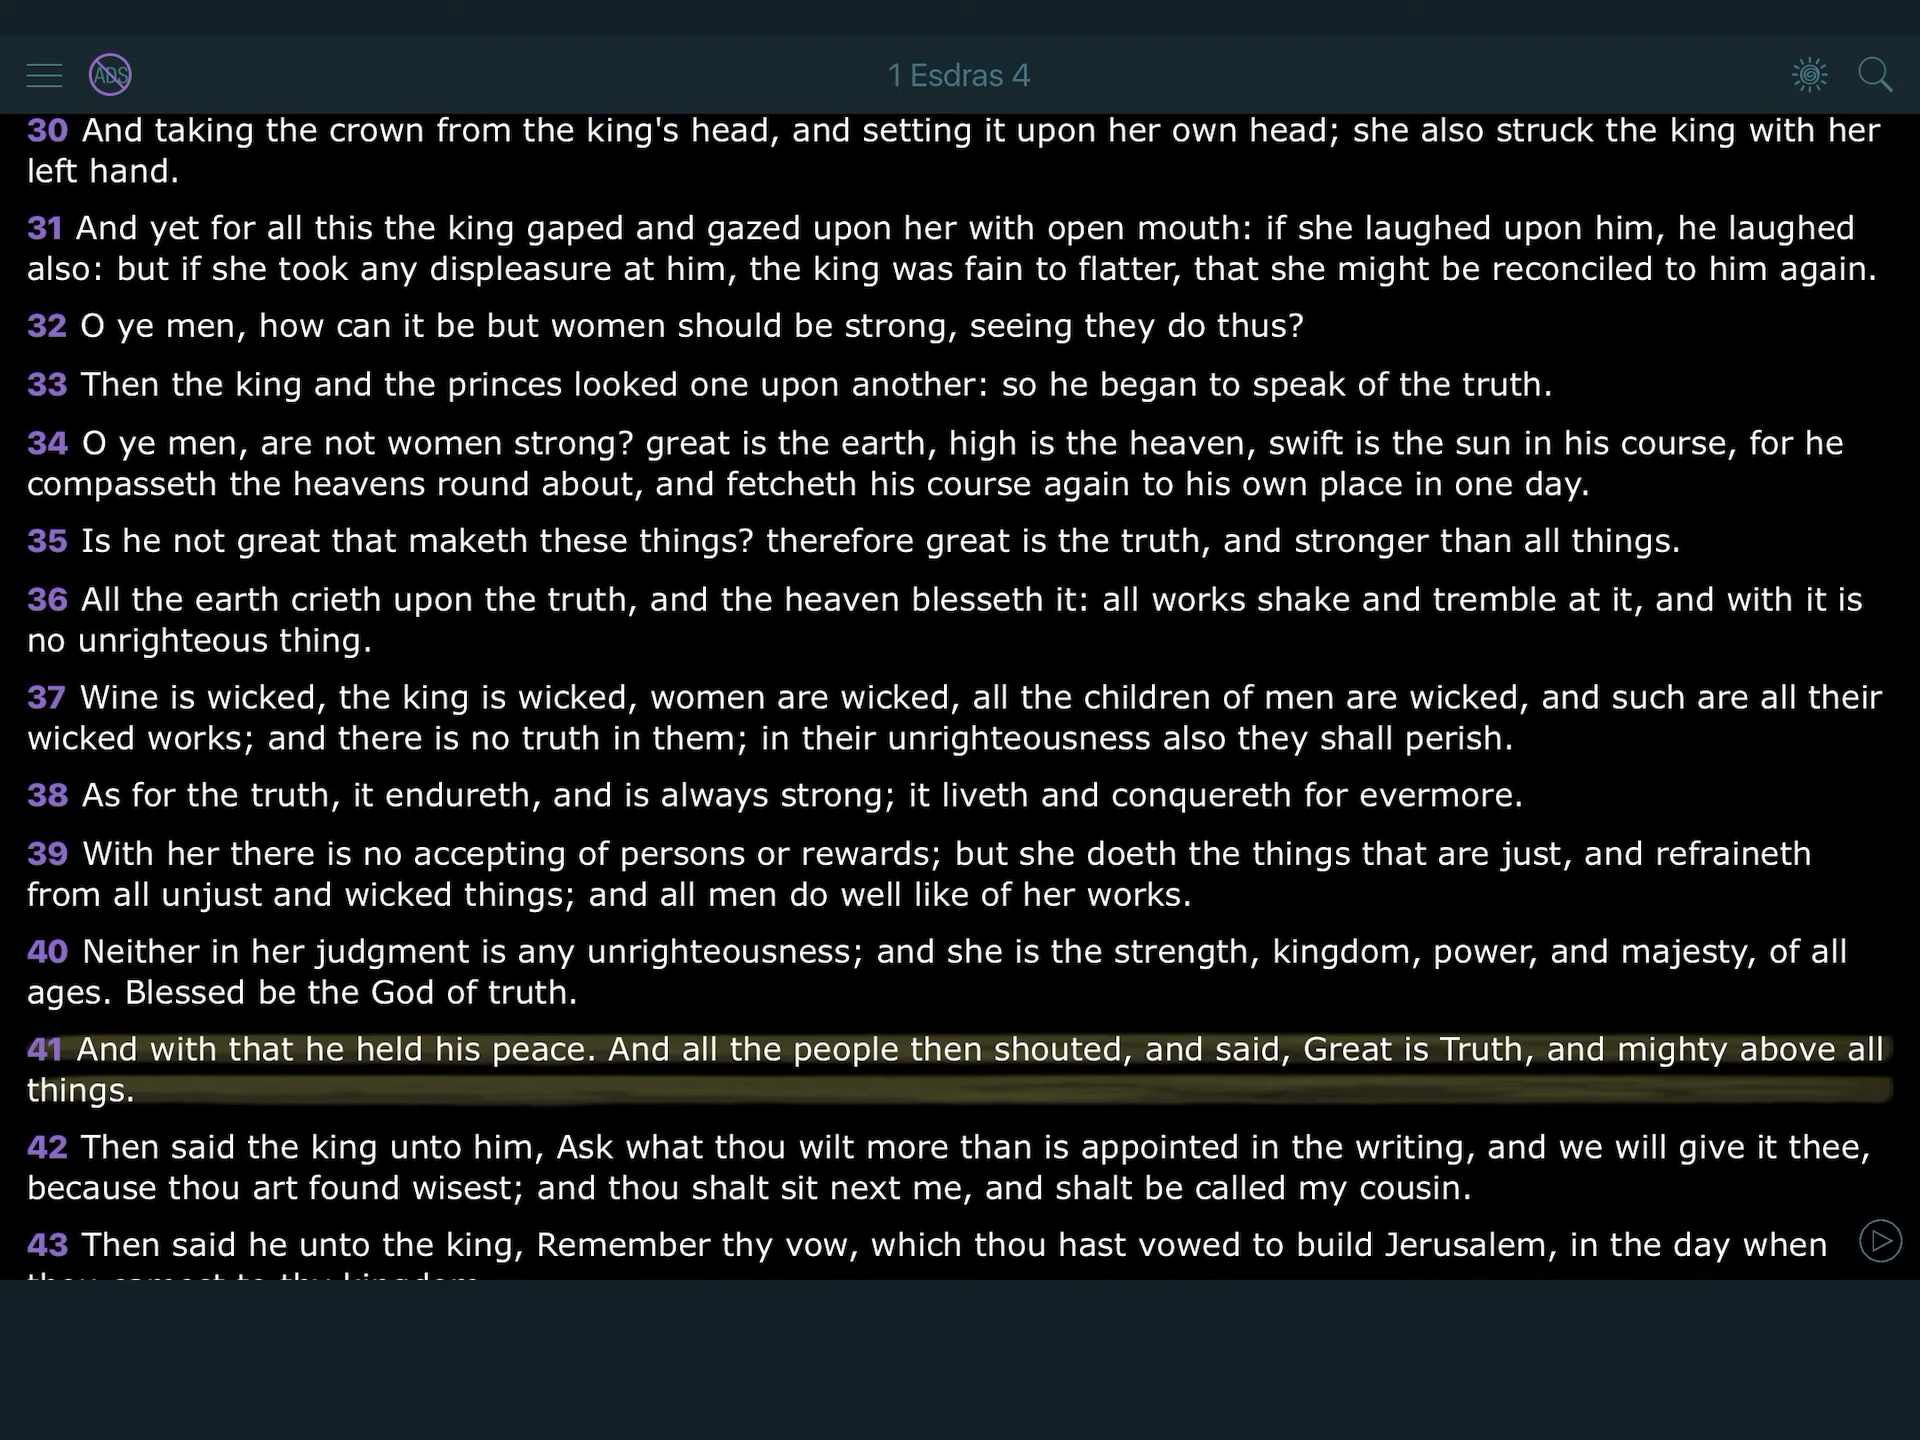 ADS
1 Esdras 4
30 And taking the crown from the king's head, and setting it upon her own head; she also struck the king with her
left hand.
31 And yet for all this the king gaped and gazed upon her with open mouth: if she laughed upon him, he laughed
also: but if she took any displeasure at him, the king was fain to flatter, that she might be reconciled to him again.
32 O ye men, how can it be but women should be strong, seeing they do thus?
33 Then the king and the princes looked one upon another: so he began to speak of the truth.
34 O ye men, are not women strong? great is the earth, high is the heaven, swift is the sun in his course, for he
compasseth the heavens round about, and fetcheth his course again to his own place in one day.
35 Is he not great that maketh these things? therefore great is the truth, and stronger than all things.
36 All the earth crieth upon the truth, and the heaven blesseth it: all works shake and tremble at it, and with it is
no unrighteous thing.
37 Wine is wicked, the king is wicked, women are wicked, all the children of men are wicked, and such are all their
wicked works; and there is no truth in them; in their unrighteousness also they shall perish.
38 As for the truth, it endureth, and is always strong; it liveth and conquereth for evermore.
39 With her there is no accepting of persons or rewards; but she doeth the things that are just, and refraineth
from all unjust and wicked things; and all men do well like of her works.
40 Neither in her judgment is any unrighteousness; and she is the strength, kingdom, power, and majesty, of all
ages. Blessed be the God of truth.
41 And with that he held his peace. And all the people then shouted, and said, Great is Truth, and mighty above all
things.
42 Then said the king unto him, Ask what thou wilt more than is appointed in the writing, and we will give it thee,
because thou art found wisest; and thou shalt sit next me, and shalt be called my cousin.
43 Then said he unto the king, Remember thy vow, which thou hast vowed to build Jerusalem, in the day when